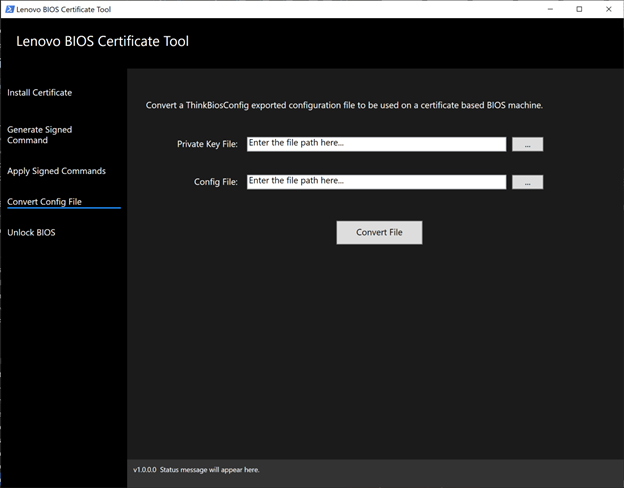 Lenovo BIOS Certificate Tool
Lenovo BIOS Certificate Tool
Install Certificate
Generate Signed
Command
Apply Signed Commands
Convert Config File
Unlock BIOS
Convert a ThinkBiosConfig exported configuration file to be used on a certificate based BIOS machine.
Private Key File: Enter the file path here... ...
Config File: Enter the file path here... ...
Convert File
v1.0.0.0 Status message will appear here.